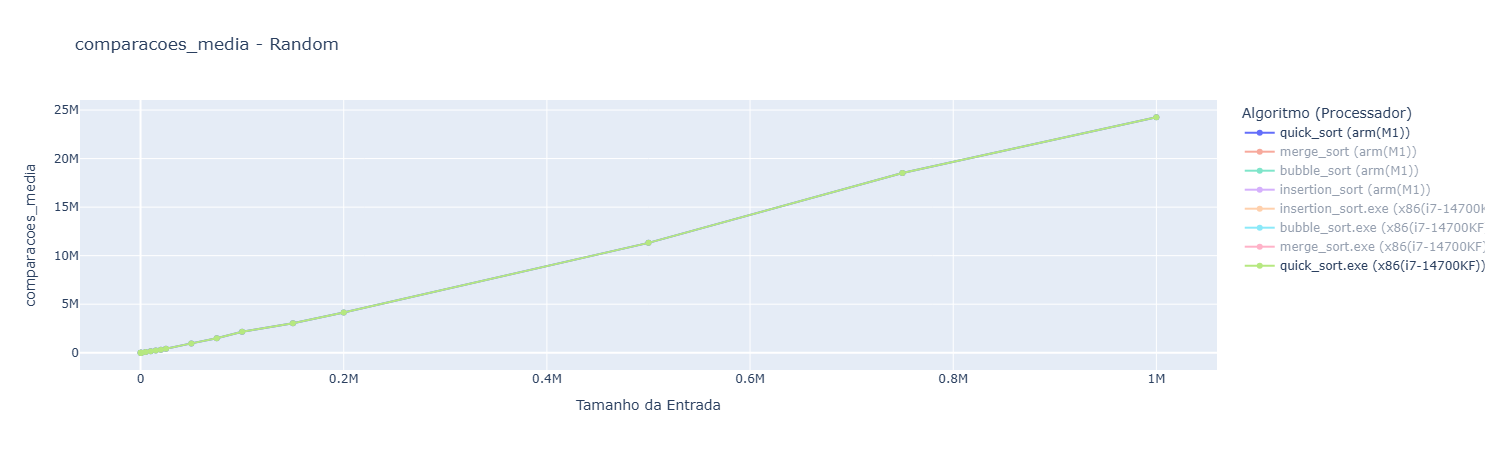 comparacoes_media - Random
25M
20M
15M
10M
5M
0
comparacoes_media
0
0.2M
0.4M
0.6M
0.8M
1M
Tamanho da Entrada
Algoritmo (Processador)
quick_sort (arm(M1))
merge_sort (arm(M1))
bubble_sort (arm(M1))
insertion_sort (arm(M1))
insertion_sort.exe (x86(i7-14700K
bubble_sort.exe (x86(i7-14700KF
merge_sort.exe (x86(i7-14700KF)
quick_sort.exe (x86(i7-14700KF))